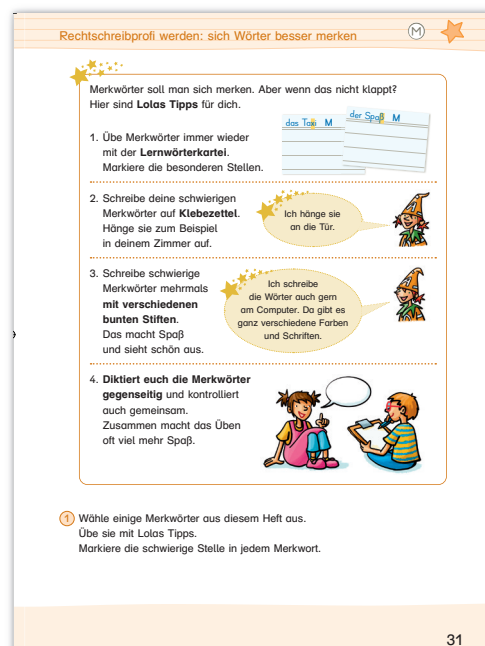 Rechtschreibprofi werden: sich Wörter besser merken
M
Merkwörter soll man sich merken. Aber wenn das nicht klappt?
Hier sind Lolas Tipps für dich.
das Taxi M
der Spaß M
1. Übe Merkwörter immer wieder
mit der Lernwörterkartei.
Markiere die besonderen Stellen.
2. Schreibe deine schwierigen
Merkwörter auf Klebezettel.
Hänge sie zum Beispiel
in deinem Zimmer auf.
Ich hänge sie
an die Tür.
3. Schreibe schwierige
Merkwörter mehrmals
mit verschiedenen
bunten Stiften.
Das macht Spaß
und sieht schön aus.
Ich schreibe
die Wörter auch gern
am Computer. Da gibt es
ganz verschiedene Farben
und Schriften.
4. Diktiert euch die Merkwörter
gegenseitig und kontrolliert
auch gemeinsam.
Zusammen macht das Üben
oft viel mehr Spaß.
1 Wähle einige Merkwörter aus diesem Heft aus.
Übe sie mit Lolas Tipps.
Markiere die schwierige Stelle in jedem Merkwort.
31